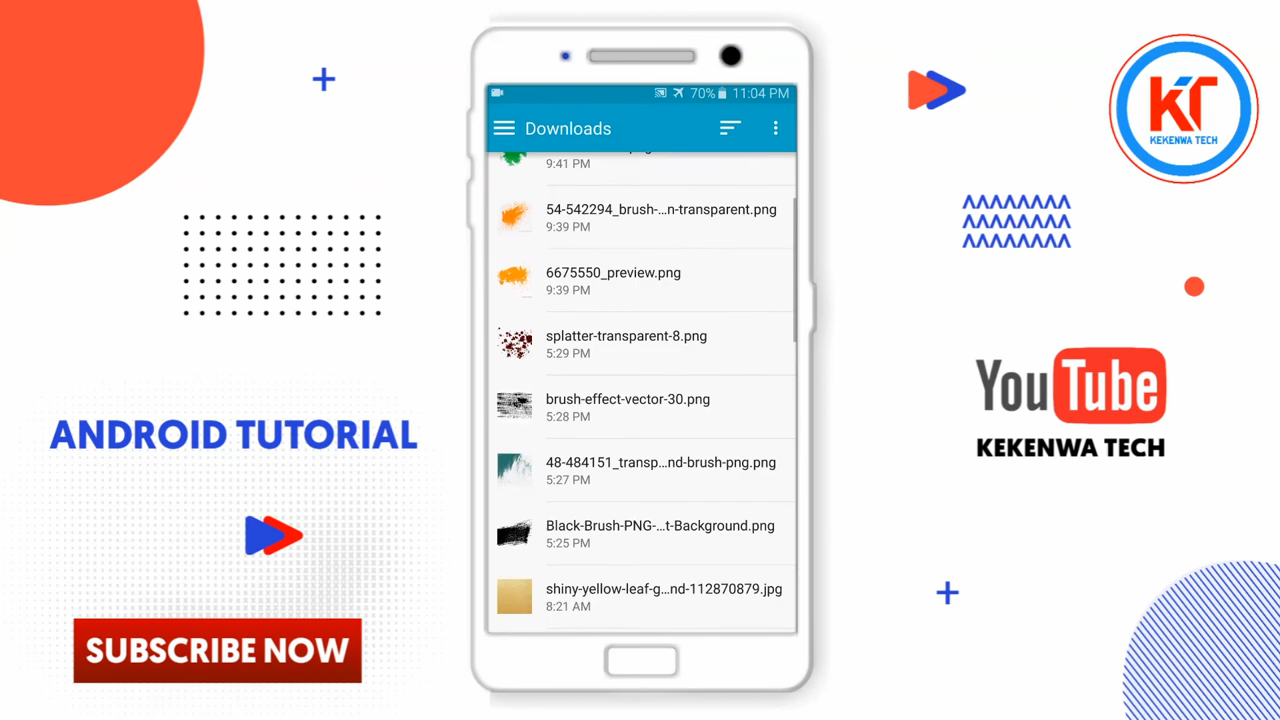 70%
11:04 PM
Downloads
9:41 PM
54-542294_brush-...n-transparent.png
9:39 PM
6675550_preview.png
9:39 PM
splatter-transparent-8.png
5:29 PM
brush-effect-vector-30.png
5:28 PM
48-484151_transp...nd-brush-png.png
5:27 PM
Black-Brush-PNG-...t-Background.png
5:25 PM
shiny-yellow-leaf-g...nd-112870879.jpg
8:21 AM
ANDROID TUTORIAL
SUBSCRIBE NOW
KT
KEKENWA TECH
YouTube
KEKENWA TECH